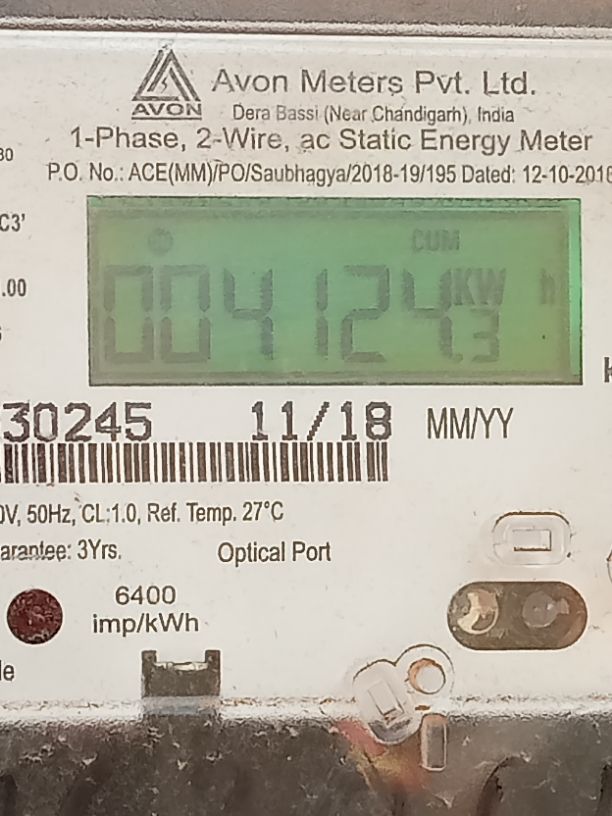 AVON
Avon Meters Pvt. Ltd.
Dera Bassi (Near Chandigarh), India
1-Phase, 2-Wire, ac Static Energy Meter
P.O. No.: ACE(MM)/PO/Saubhagya/2018-19/195 Dated: 12-10-2018
C3'
.00
CUM
004124.3 KW h
30245 11/18 MM/YY
0V, 50Hz, CL:1.0, Ref. Temp. 27°C
arantee: 3Yrs. Optical Port
6400
imp/kWh